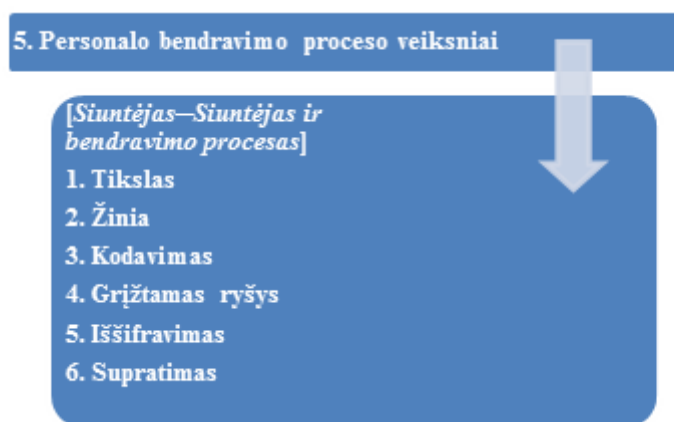 5. Personalo bendravimo proceso veiksniai
[Siuntėjas—Siuntėjas ir
bendravimo procesas]
1. Tikslas
2. Žinia
3. Kodavimas
4. Grįžtamas ryšys
5. Iššifravimas
6. Supratimas